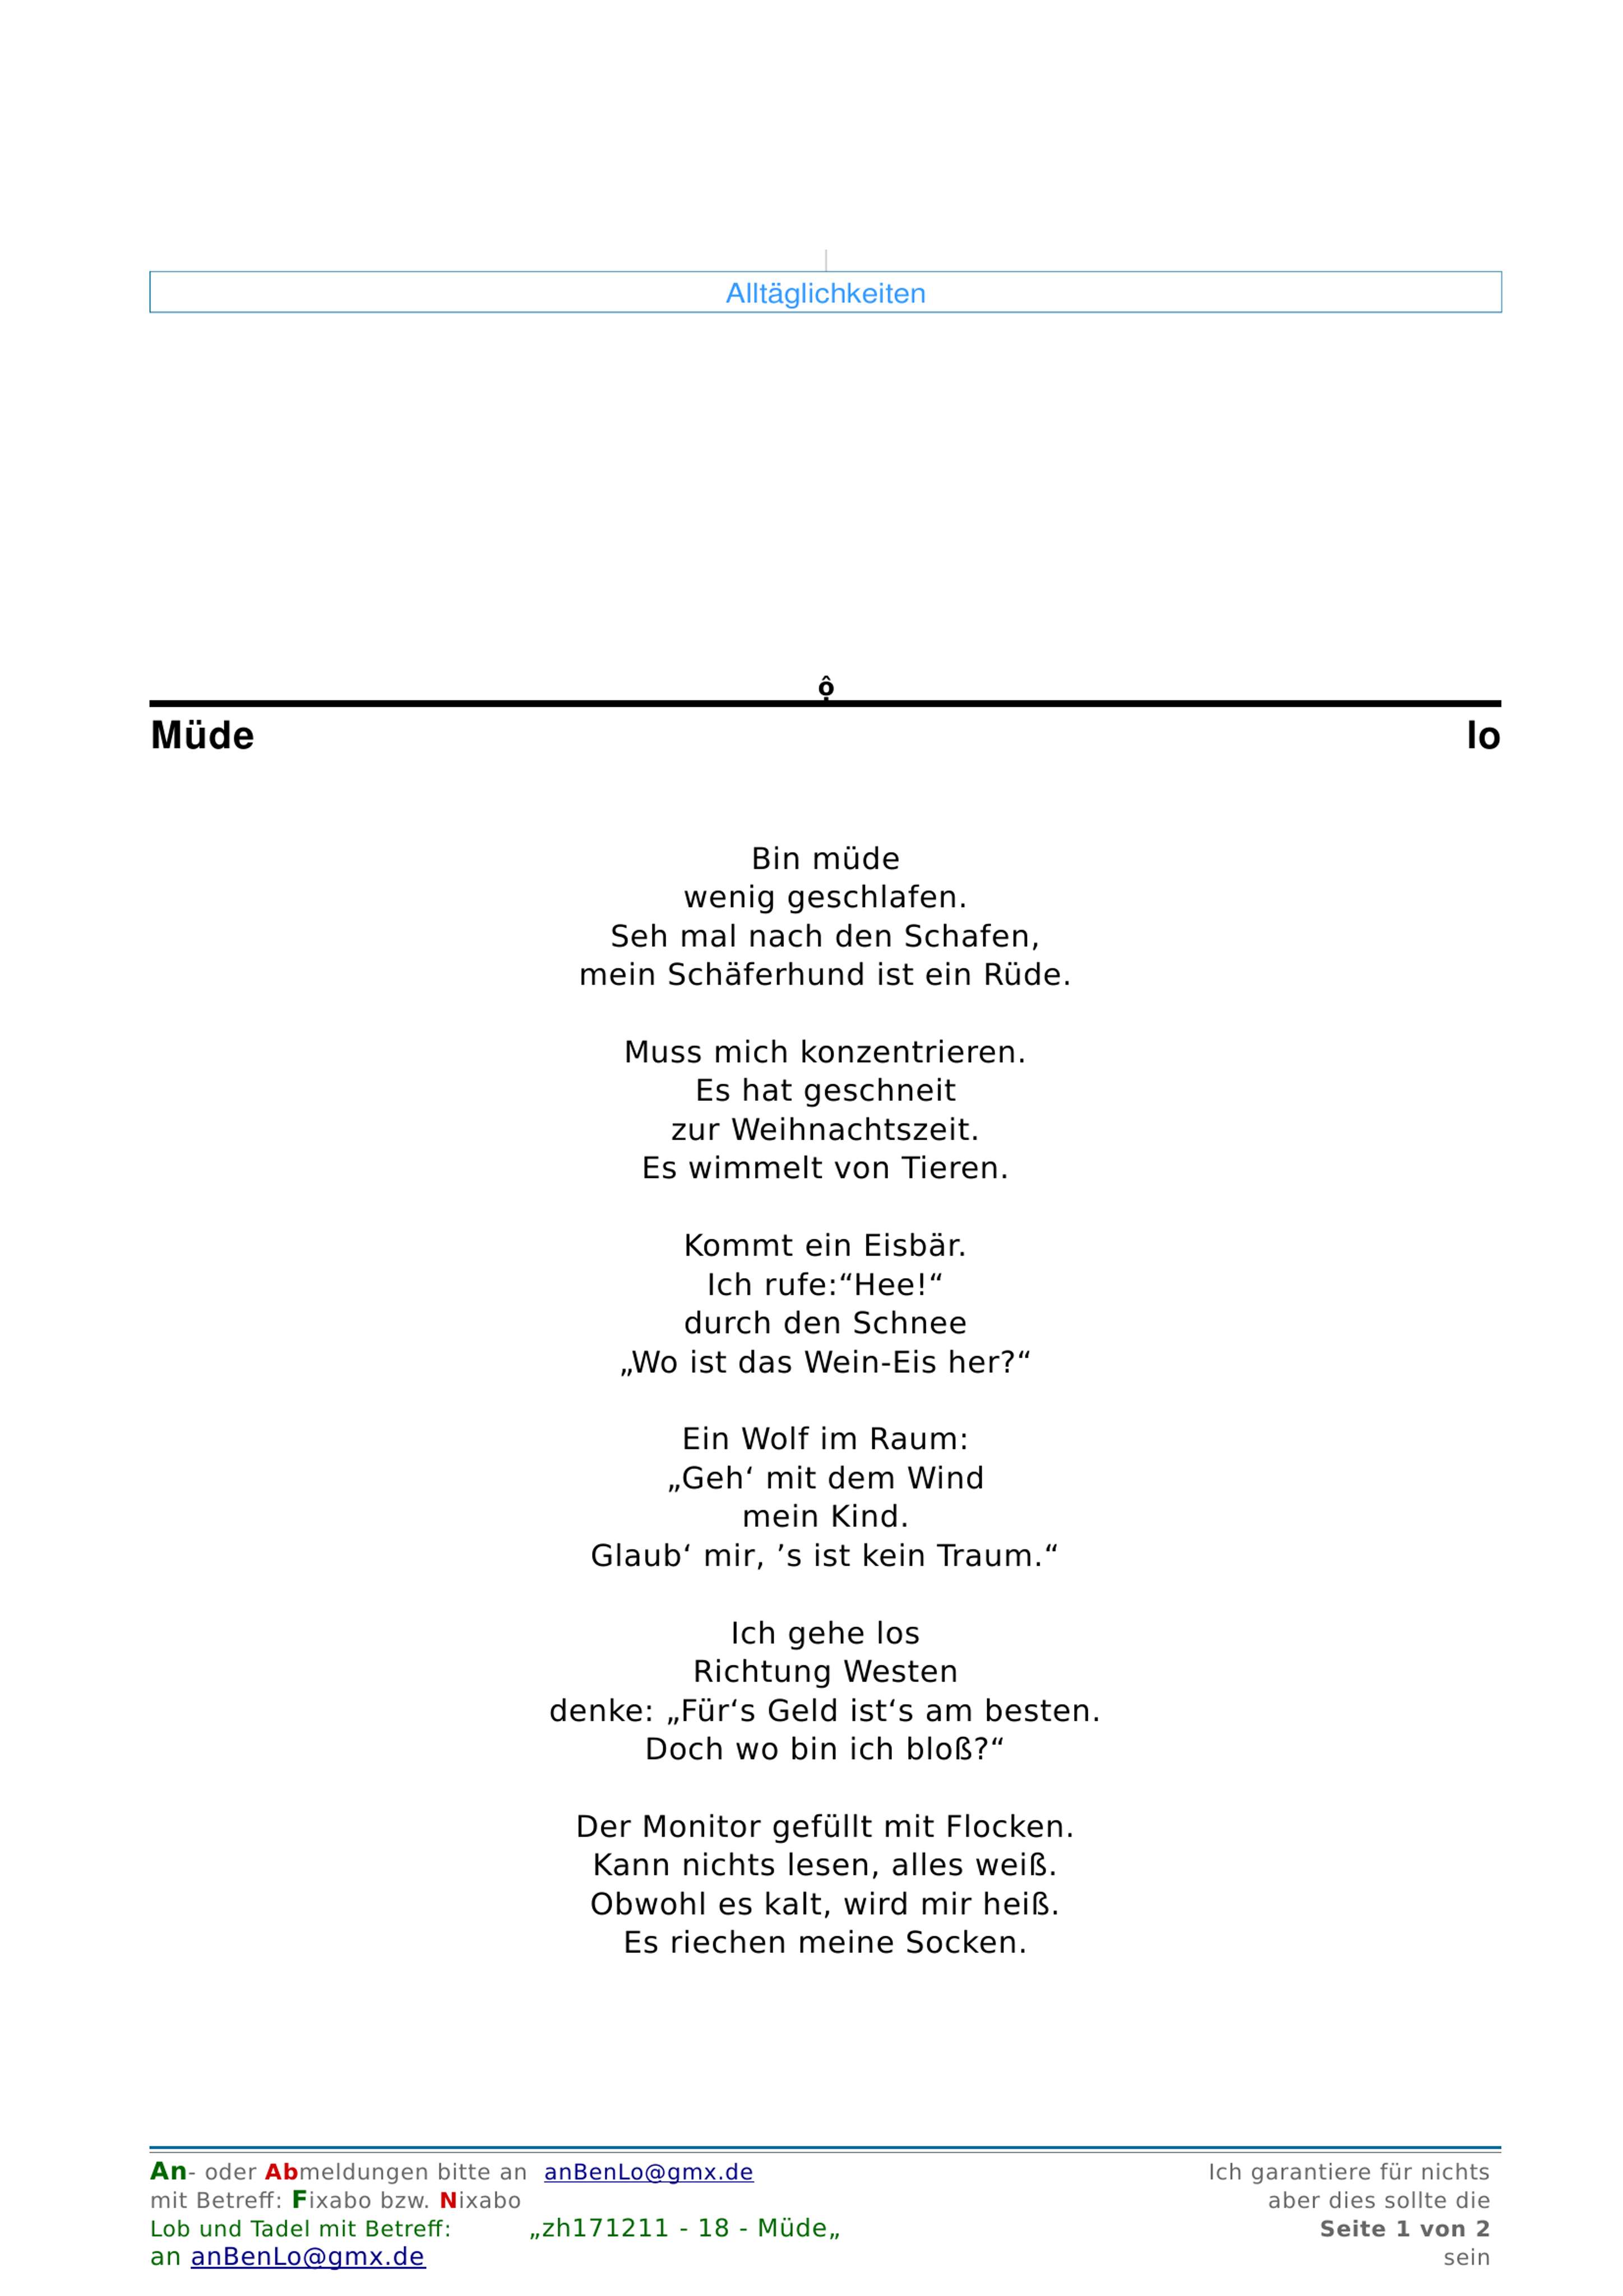 Alltäglichkeiten
ộ
Müde lo
Bin müde
wenig geschlafen.
Seh mal nach den Schafen,
mein Schäferhund ist ein Rüde.
Muss mich konzentrieren.
Es hat geschneit
zur Weihnachtszeit.
Es wimmelt von Tieren.
Kommt ein Eisbär.
Ich rufe:“Hee!“
durch den Schnee
„Wo ist das Wein-Eis her?“
Ein Wolf im Raum:
„Geh‘ mit dem Wind
mein Kind.
Glaub‘ mir, ’s ist kein Traum.“
Ich gehe los
Richtung Westen
denke: „Für‘s Geld ist‘s am besten.
Doch wo bin ich bloß?“
Der Monitor gefüllt mit Flocken.
Kann nichts lesen, alles weiß.
Obwohl es kalt, wird mir heiß.
Es riechen meine Socken.
An- oder Abmeldungen bitte an anBenLo@gmx.de
mit Betreff: Fixabo bzw. Nixabo
Lob und Tadel mit Betreff: „zh171211 - 18 - Müde„
an anBenLo@gmx.de
Ich garantiere für nichts
aber dies sollte die
Seite 1 von 2
sein